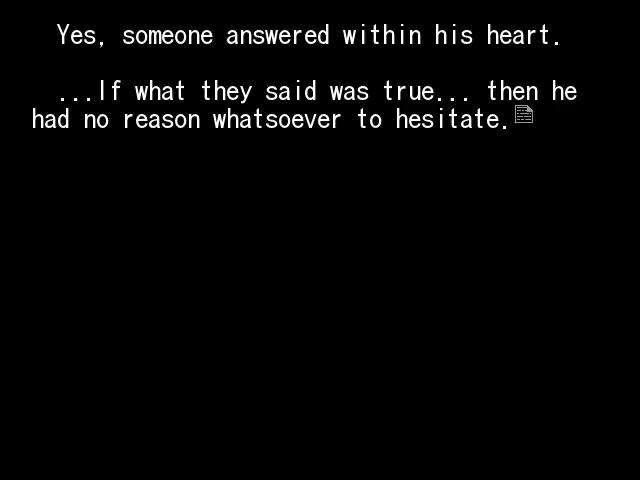 Yes, someone answered within his heart.
...If what they said was true... then he
had no reason whatsoever to hesitate.